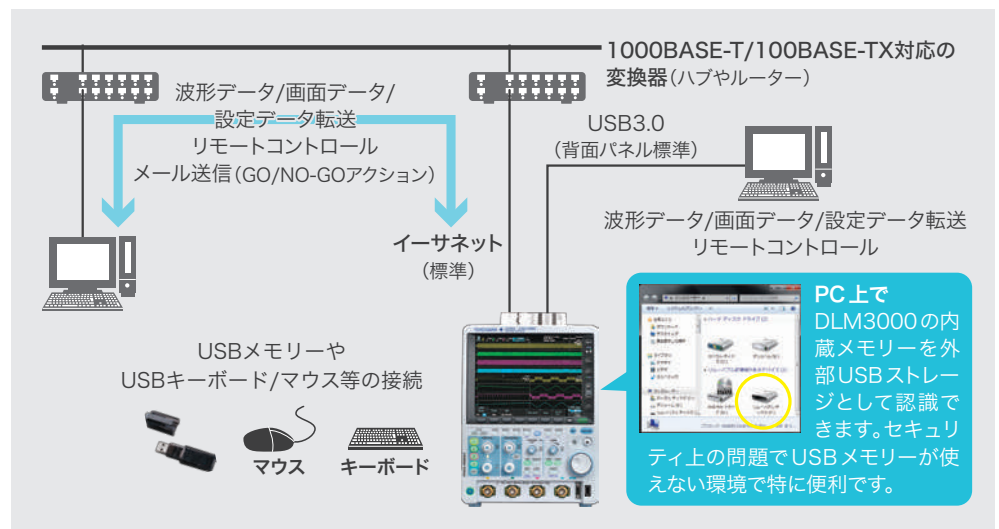 1000BASE-T/100BASE-TX対応の
変換器(ハブやルーター)
波形データ/画面データ/
設定データ転送
リモートコントロール
メール送信(GO/NO-GOアクション)
USB3.0
(背面パネル標準)
波形データ/画面データ/設定データ転送
リモートコントロール
イーサネット
(標準)
USBメモリーや
USBキーボード/マウス等の接続
マウス
キーボード
PC上で
DLM3000の内
蔵メモリーを外
部USBストレー
ジとして認識で
きます。セキュリ
ティ上の問題でUSBメモリーが使
えない環境で特に便利です。